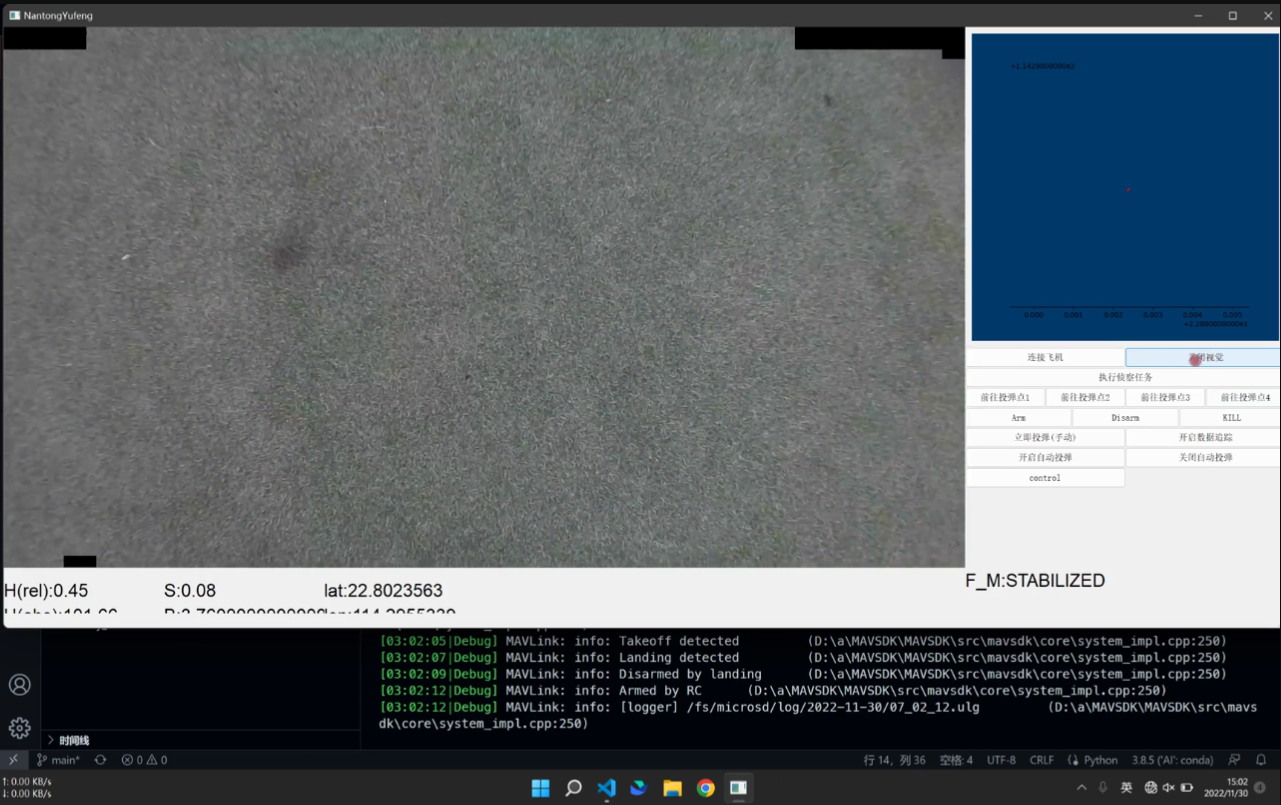 NantongYufeng
+1.1429000000e2
0.000 0.001 0.002 0.003 0.004 0.005
连接飞机 关闭视觉
执行侦察任务
前往投弹点1 前往投弹点2 前往投弹点3 前往投弹点4
Arm Disarm KILL
立即投弹(手动) 开启数据追踪
开启自动投弹 关闭自动投弹
control
H(rel):0.45 S:0.08 lat:22.8023563
F_M:STABILIZED
[03:02:05|Debug] MAVLink: info: Takeoff detected (D:\a\MAVSDK\MAVSDK\src\mavsdk\core\system_impl.cpp:250)
[03:02:07|Debug] MAVLink: info: Landing detected (D:\a\MAVSDK\MAVSDK\src\mavsdk\core\system_impl.cpp:250)
[03:02:09|Debug] MAVLink: info: Disarmed by landing (D:\a\MAVSDK\MAVSDK\src\mavsdk\core\system_impl.cpp:250)
[03:02:12|Debug] MAVLink: info: Armed by RC (D:\a\MAVSDK\MAVSDK\src\mavsdk\core\system_impl.cpp:250)
[03:02:12|Debug] MAVLink: info: [logger] /fs/microsd/log/2022-11-30/07_02_12.ulg (D:\a\MAVSDK\MAVSDK\src\mavs
dk\core\system_impl.cpp:250)
时间线
main* 0 0 行 14，列 36 空格: 4 UTF-8 CRLF Python 3.8.5 ('AI': conda)
↑: 0.00 KB/s
↓: 0.00 KB/s
英
15:02
2022/11/30
4